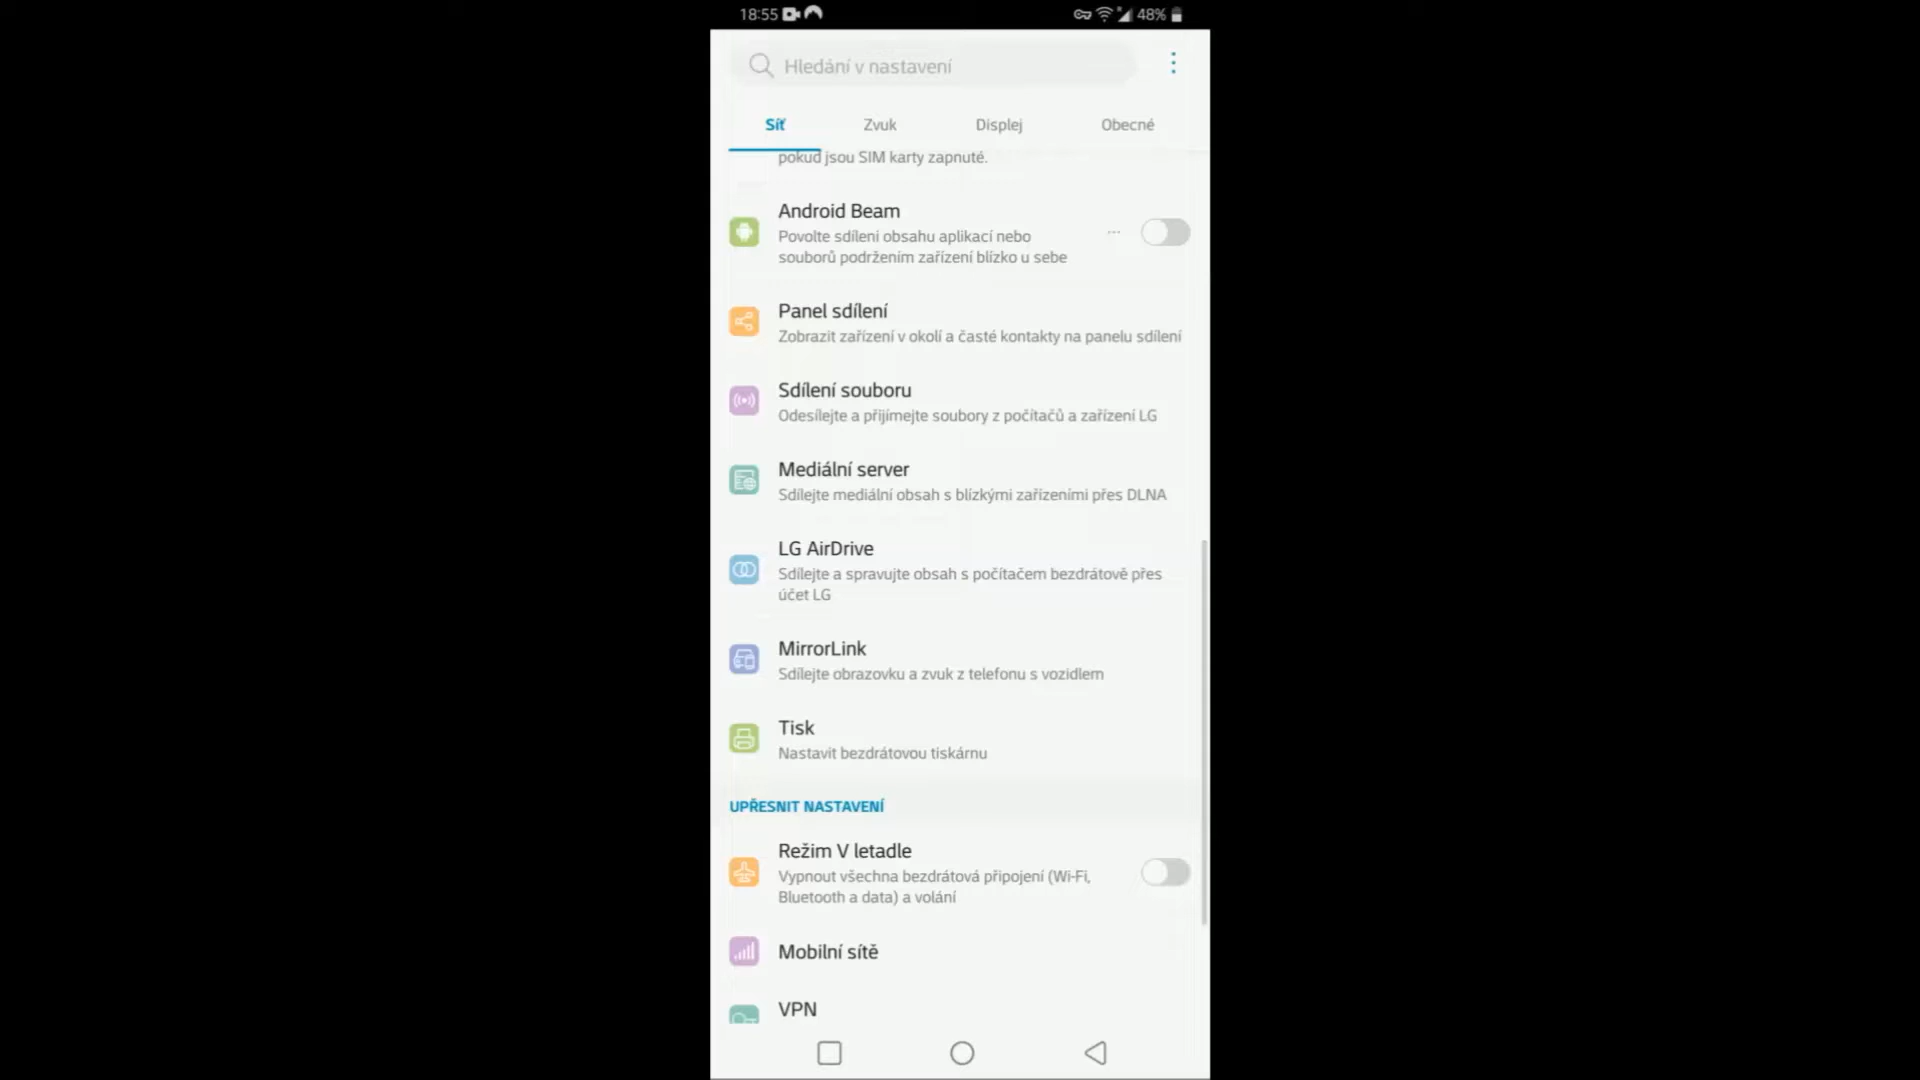 18:55
48%
Hledání v nastavení
Síť
Zvuk
Displej
Obecné
pokud jsou SIM karty zapnuté.
Android Beam
Povolte sdíleni obsahu aplikací nebo
souborů podržením zařízení blízko u sebe
Panel sdílení
Zobrazit zařízení v okolí a časté kontakty na panelu sdílení
Sdílení souboru
Odesílejte a přijímejte soubory z počítačů a zařízení LG
Mediální server
Sdílejte mediální obsah s blízkými zařízeními přes DLNA
LG AirDrive
Sdílejte a spravujte obsah s počítačem bezdrátově přes
účet LG
MirrorLink
Sdílejte obrazovku a zvuk z telefonu s vozidlem
Tisk
Nastavit bezdrátovou tiskárnu
UPŘESNIT NASTAVENÍ
Režim V letadle
Vypnout všechna bezdrátová připojení (Wi-Fi,
Bluetooth a data) a volání
Mobilní sítě
VPN